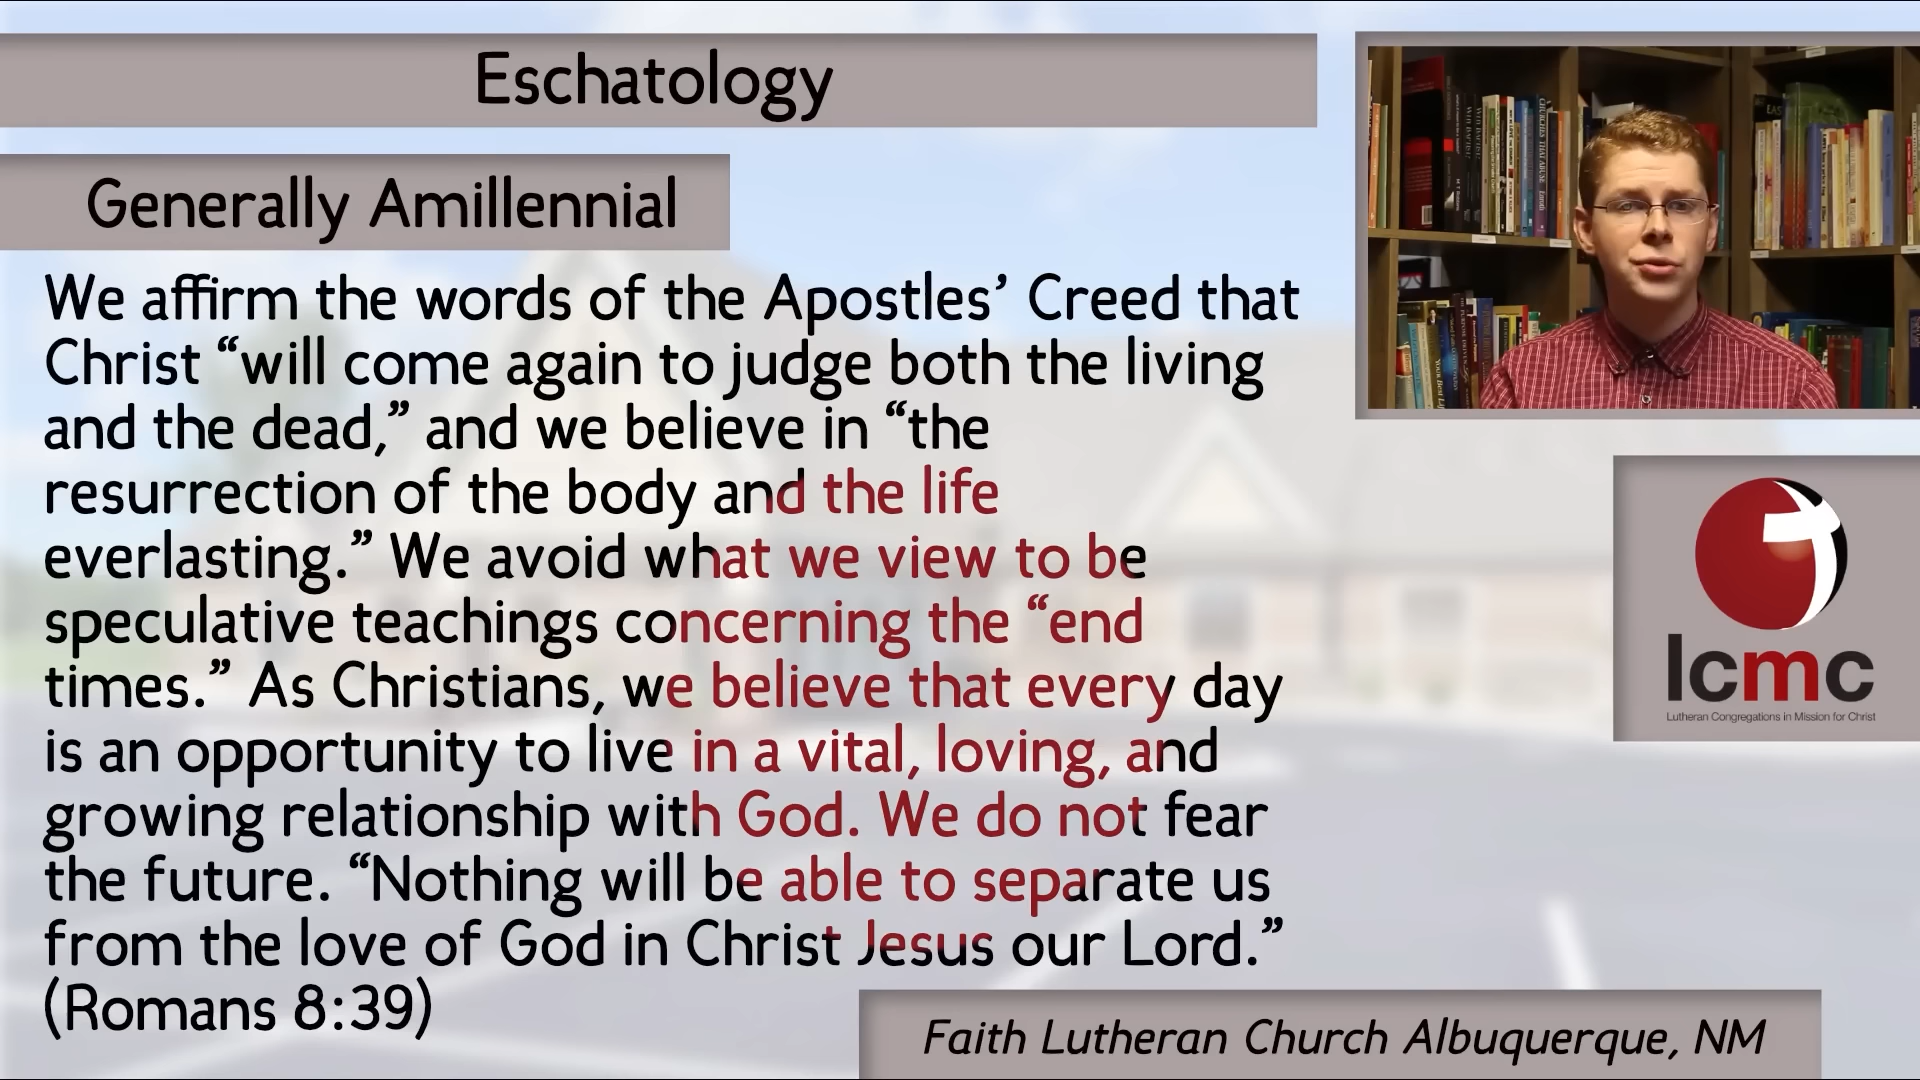 Eschatology
Generally Amillennial
We affirm the words of the Apostles’ Creed that
Christ “will come again to judge both the living
and the dead,” and we believe in “the
resurrection of the body and the life
everlasting.” We avoid what we view to be
speculative teachings concerning the “end
times.” As Christians, we believe that every day
is an opportunity to live in a vital, loving, and
growing relationship with God. We do not fear
the future. “Nothing will be able to separate us
from the love of God in Christ Jesus our Lord.”
(Romans 8:39)
lcmc
Lutheran Congregations in Mission for Christ
Faith Lutheran Church Albuquerque, NM